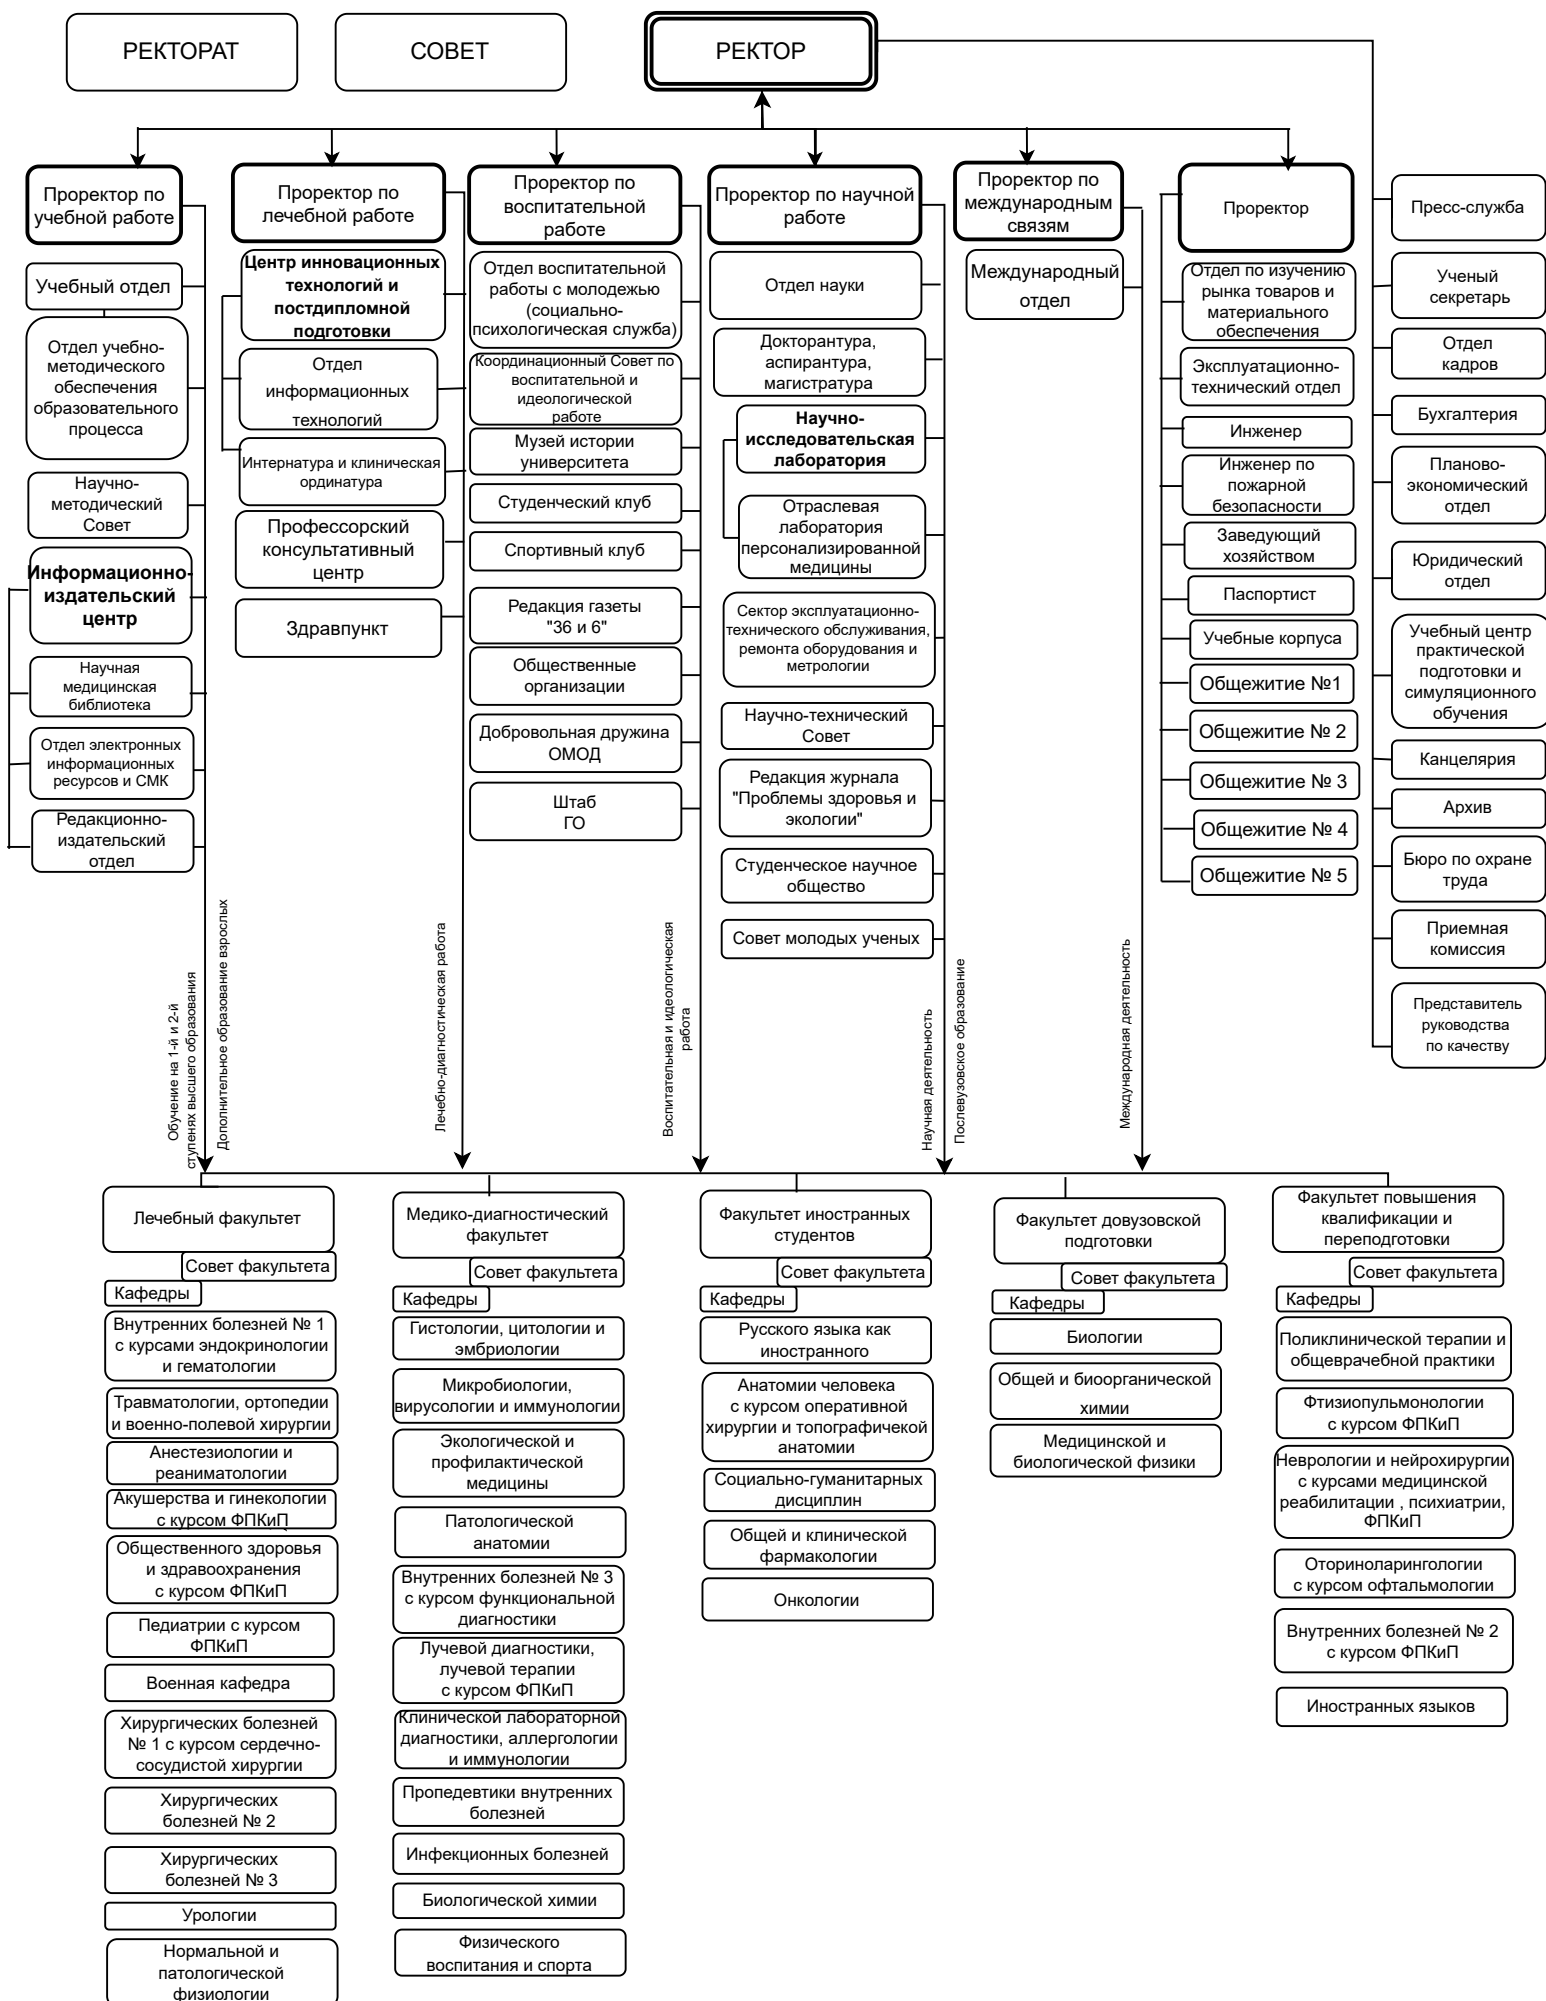 РЕКТОРАТ
СОВЕТ
РЕКТОР
Проректор по
учебной работе
Проректор по
лечебной работе
Проректор по
воспитательной
работе
Проректор по научной
работе
Проректор по
международным
связям
Проректор
Учебный отдел
Отдел учебно-
методического
обеспечения
образовательного
процесса
Научно-
методический
Совет
Информационно-
издательский
центр
Научная
медицинская
библиотека
Отдел электронных
информационных
ресурсов и СМК
Редакционно-
издательский
отдел
Центр инновационных
технологий и
постдипломной
подготовки
Отдел
информационных
технологий
Интернатура и клиническая
ординатура
Профессорский
консультативный
центр
Здравпункт
Отдел воспитательной
работы с молодежью
(социально-
психологическая служба)
Координационный Совет по
воспитательной и
идеологической
работе
Музей истории
университета
Студенческий клуб
Спортивный клуб
Редакция газеты
"36 и 6"
Общественные
организации
Добровольная дружина
ОМОД
Штаб
ГО
Отдел науки
Докторантура,
аспирантура,
магистратура
Научно-
исследовательская
лаборатория
Отраслевая
лаборатория
персонализированной
медицины
Сектор эксплуатационно-
технического обслуживания,
ремонта оборудования и
метрологии
Научно-технический
Совет
Редакция журнала
"Проблемы здоровья и
экологии"
Студенческое научное
общество
Совет молодых ученых
Международный
отдел
Отдел по изучению
рынка товаров и
материального
обеспечения
Эксплуатационно-
технический отдел
Инженер
Инженер по
пожарной
безопасности
Заведующий
хозяйством
Паспортист
Учебные корпуса
Общежитие №1
Общежитие № 2
Общежитие № 3
Общежитие № 4
Общежитие № 5
Пресс-служба
Ученый
секретарь
Отдел
кадров
Бухгалтерия
Планово-
экономический
отдел
Юридический
отдел
Учебный центр
практической
подготовки и
симуляционного
обучения
Канцелярия
Архив
Бюро по охране
труда
Приемная
комиссия
Представитель
руководства
по качеству
Обучение на 1-й и 2-й
ступенях высшего образования
Дополнительное образование взрослых
Лечебно-диагностическая работа
Воспитательная и идеологическая
работа
Научная деятельность
Послевузовское образование
Международная деятельность
Лечебный факультет
Совет факультета
Кафедры
Внутренних болезней № 1
с курсами эндокринологии
и гематологии
Травматологии, ортопедии
и военно-полевой хирургии
Анестезиологии и
реаниматологии
Акушерства и гинекологии
с курсом ФПКиП
Общественного здоровья
и здравоохранения
с курсом ФПКиП
Педиатрии с курсом
ФПКиП
Военная кафедра
Хирургических болезней
№ 1 с курсом сердечно-
сосудистой хирургии
Хирургических
болезней № 2
Хирургических
болезней № 3
Урологии
Нормальной и
патологической
физиологии
Медико-диагностический
факультет
Совет факультета
Кафедры
Гистологии, цитологии и
эмбриологии
Микробиологии,
вирусологии и иммунологии
Экологической и
профилактической
медицины
Патологической
анатомии
Внутренних болезней № 3
с курсом функциональной
диагностики
Лучевой диагностики,
лучевой терапии
с курсом ФПКиП
Клинической лабораторной
диагностики, аллергологии
и иммунологии
Пропедевтики внутренних
болезней
Инфекционных болезней
Биологической химии
Физического
воспитания и спорта
Факультет иностранных
студентов
Совет факультета
Кафедры
Русского языка как
иностранного
Анатомии человека
с курсом оперативной
хирургии и топографичекой
анатомии
Социально-гуманитарных
дисциплин
Общей и клинической
фармакологии
Онкологии
Факультет довузовской
подготовки
Совет факультета
Кафедры
Биологии
Общей и биоорганической
химии
Медицинской и
биологической физики
Факультет повышения
квалификации и
переподготовки
Совет факультета
Кафедры
Поликлинической терапии и
общеврачебной практики
Фтизиопульмонологии
с курсом ФПКиП
Неврологии и нейрохирургии
с курсами медицинской
реабилитации , психиатрии,
ФПКиП
Оториноларингологии
с курсом офтальмологии
Внутренних болезней № 2
с курсом ФПКиП
Иностранных языков